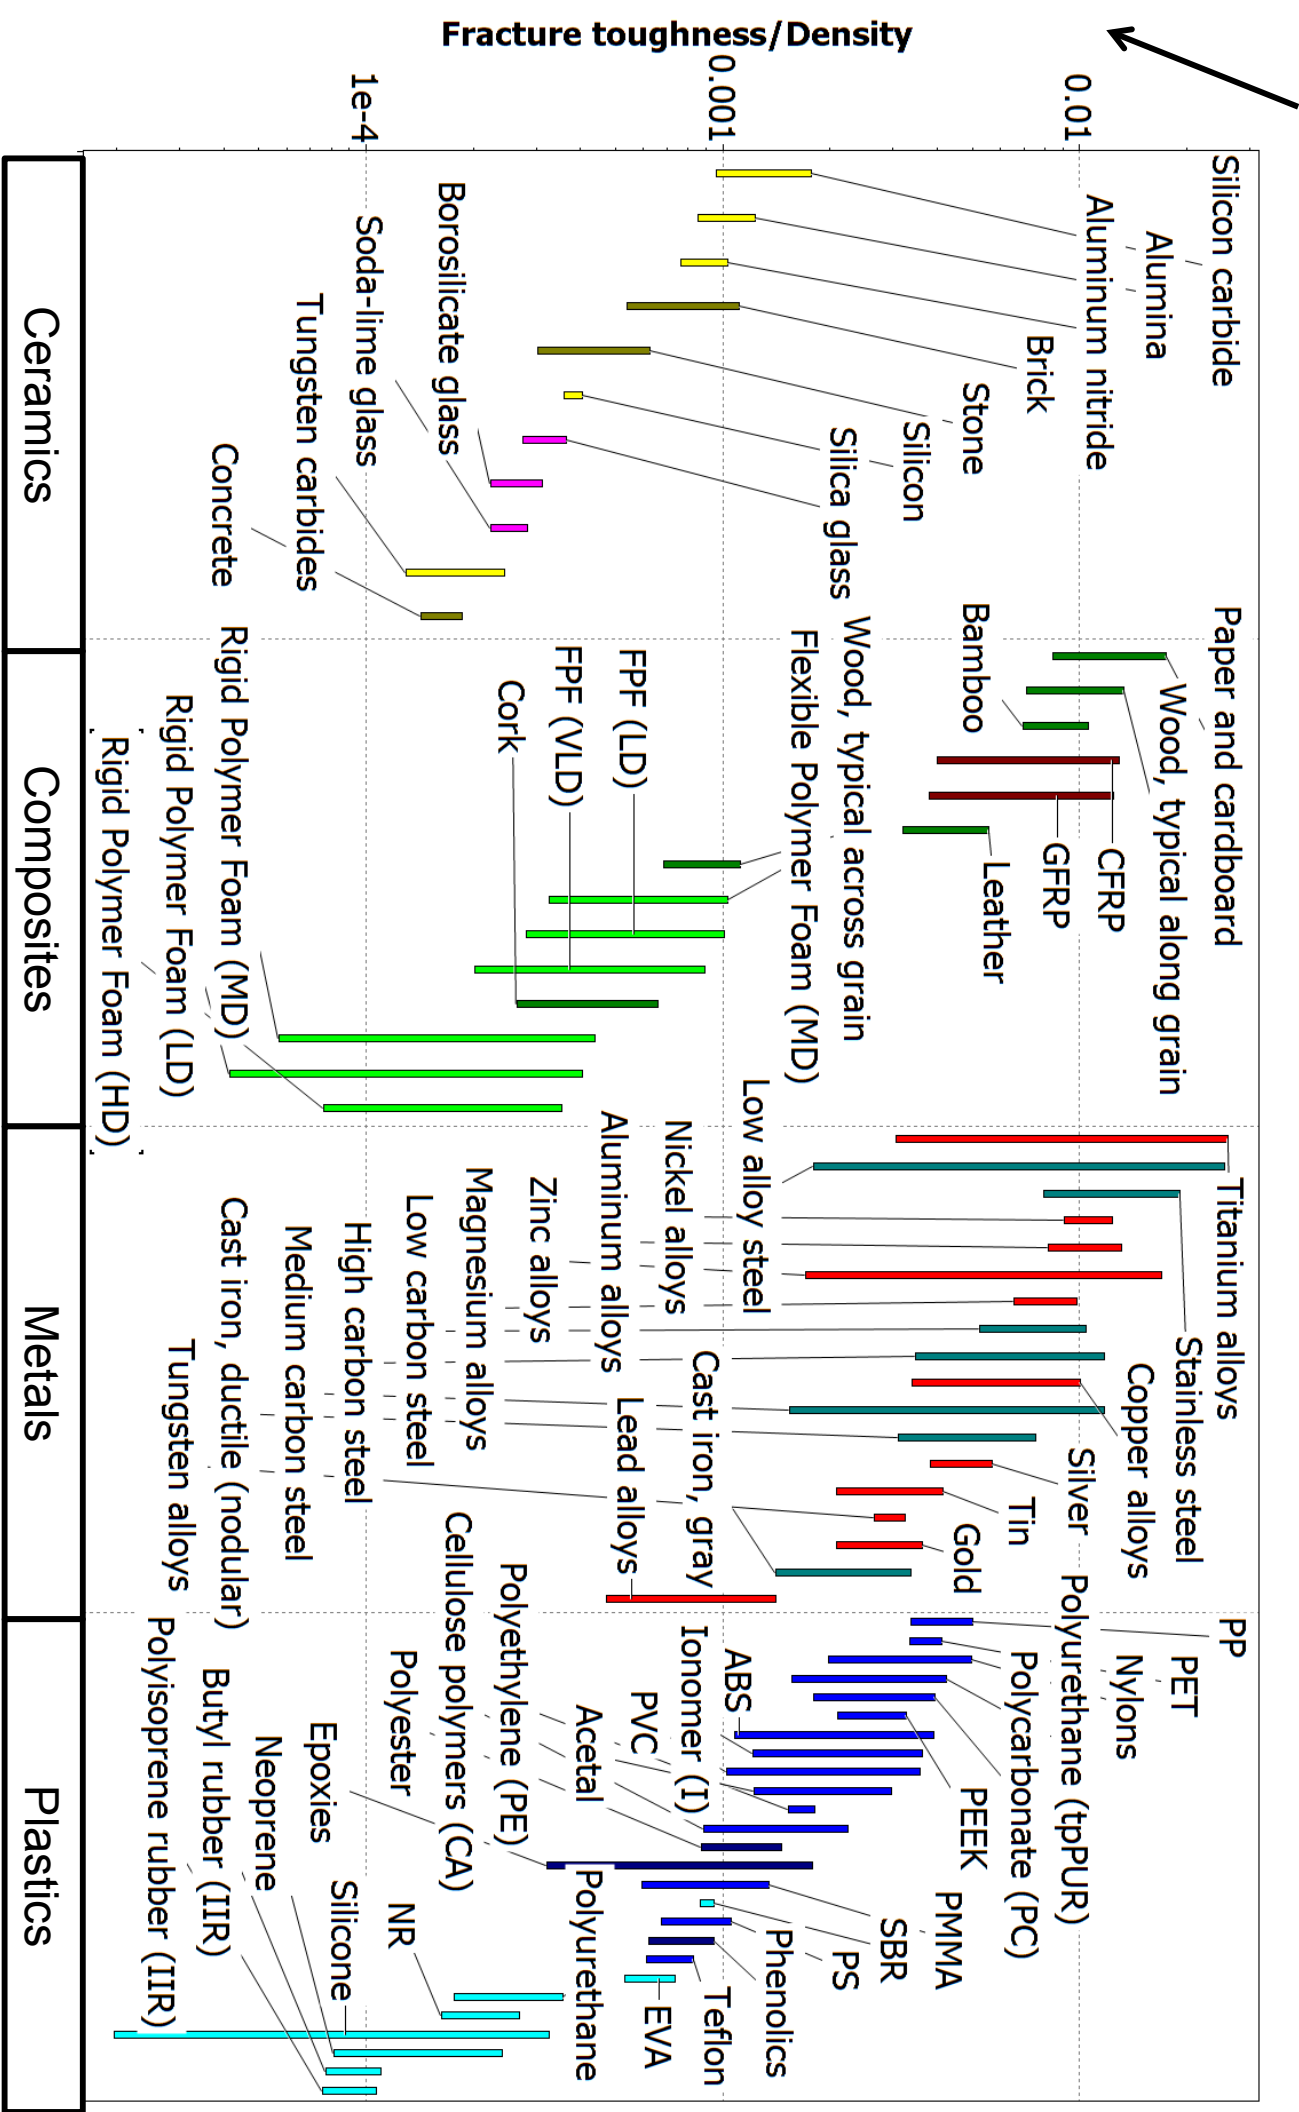 Fracture toughness/Density
0.01
0.001
1e-4
Silicon carbide
Alumina
Aluminum nitride
Brick
Stone
Silicon
Silica glass
Borosilicate glass
Soda-lime glass
Tungsten carbides
Concrete
Paper and cardboard
Wood, typical along grain
Bamboo
CFRP
GFRP
Leather
Wood, typical across grain
Flexible Polymer Foam (MD)
FPF (LD)
FPF (VLD)
Cork
Rigid Polymer Foam (MD)
Rigid Polymer Foam (LD)
Rigid Polymer Foam (HD)
Titanium alloys
Stainless steel
Copper alloys
Silver
Tin
Gold
Low alloy steel
Nickel alloys
Aluminum alloys
Zinc alloys
Magnesium alloys
Low carbon steel
High carbon steel
Medium carbon steel
Cast iron, ductile (nodular)
Tungsten alloys
Cast iron, gray
Lead alloys
PP
PET
Nylons
Polyurethane (tpPUR)
Polycarbonate (PC)
PEEK
PMMA
SBR
PS
Phenolics
Teflon
EVA
ABS
Ionomer (I)
PVC
Acetal
Polyethylene (PE)
Cellulose polymers (CA)
Polyester
Polyurethane
NR
Silicone
Epoxies
Neoprene
Butyl rubber (IIR)
Polyisoprene rubber (IIR)
Ceramics
Composites
Metals
Plastics